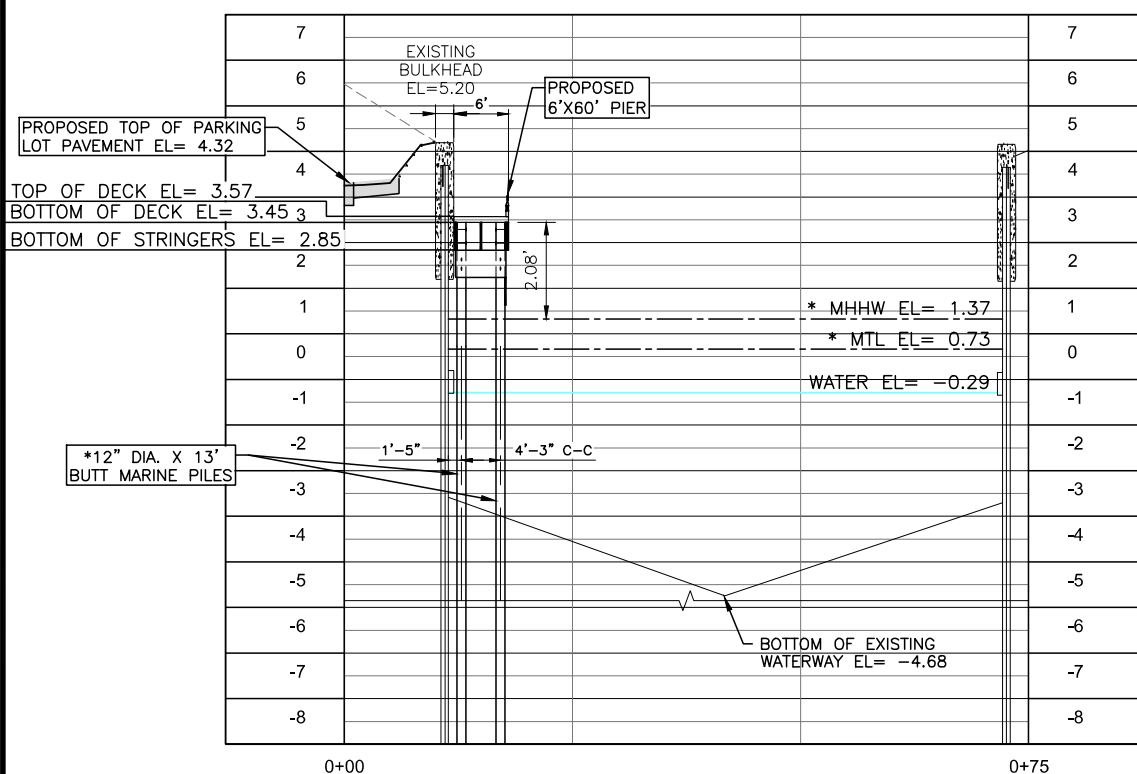 7
7
EXISTING
BULKHEAD
EL=5.20
6
6
6'
PROPOSED
6'X60' PIER
5
5
PROPOSED TOP OF PARKING
LOT PAVEMENT EL= 4.32
4
4
TOP OF DECK EL= 3.57
BOTTOM OF DECK EL= 3.45
3
3
BOTTOM OF STRINGERS EL= 2.85
2
2
2.08'
1
1
* MHHW EL= 1.37
* MTL EL= 0.73
0
0
WATER EL= -0.29
-1
-1
-2
-2
1'-5"
4'-3" C-C
*12" DIA. X 13'
BUTT MARINE PILES
-3
-3
-4
-4
-5
-5
-6
-6
BOTTOM OF EXISTING
WATERWAY EL= -4.68
-7
-7
-8
-8
0+00
0+75